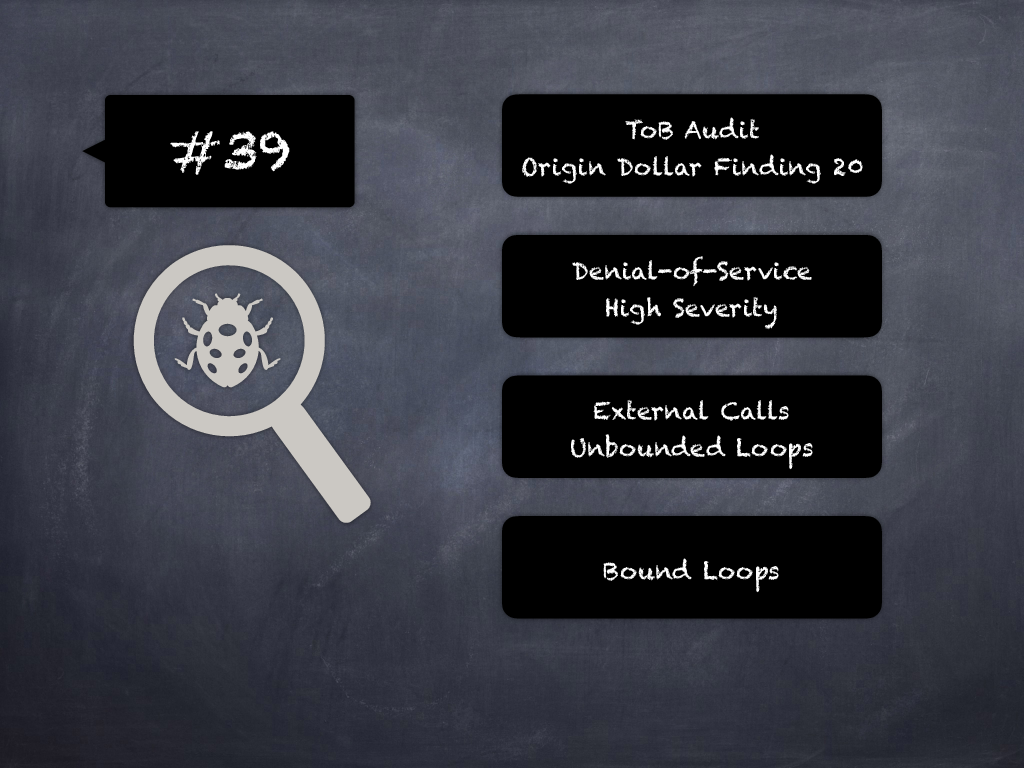 #39
ToB Audit
Origin Dollar Finding 20
Denial-of-Service
High Severity
External Calls
Unbounded Loops
Bound Loops